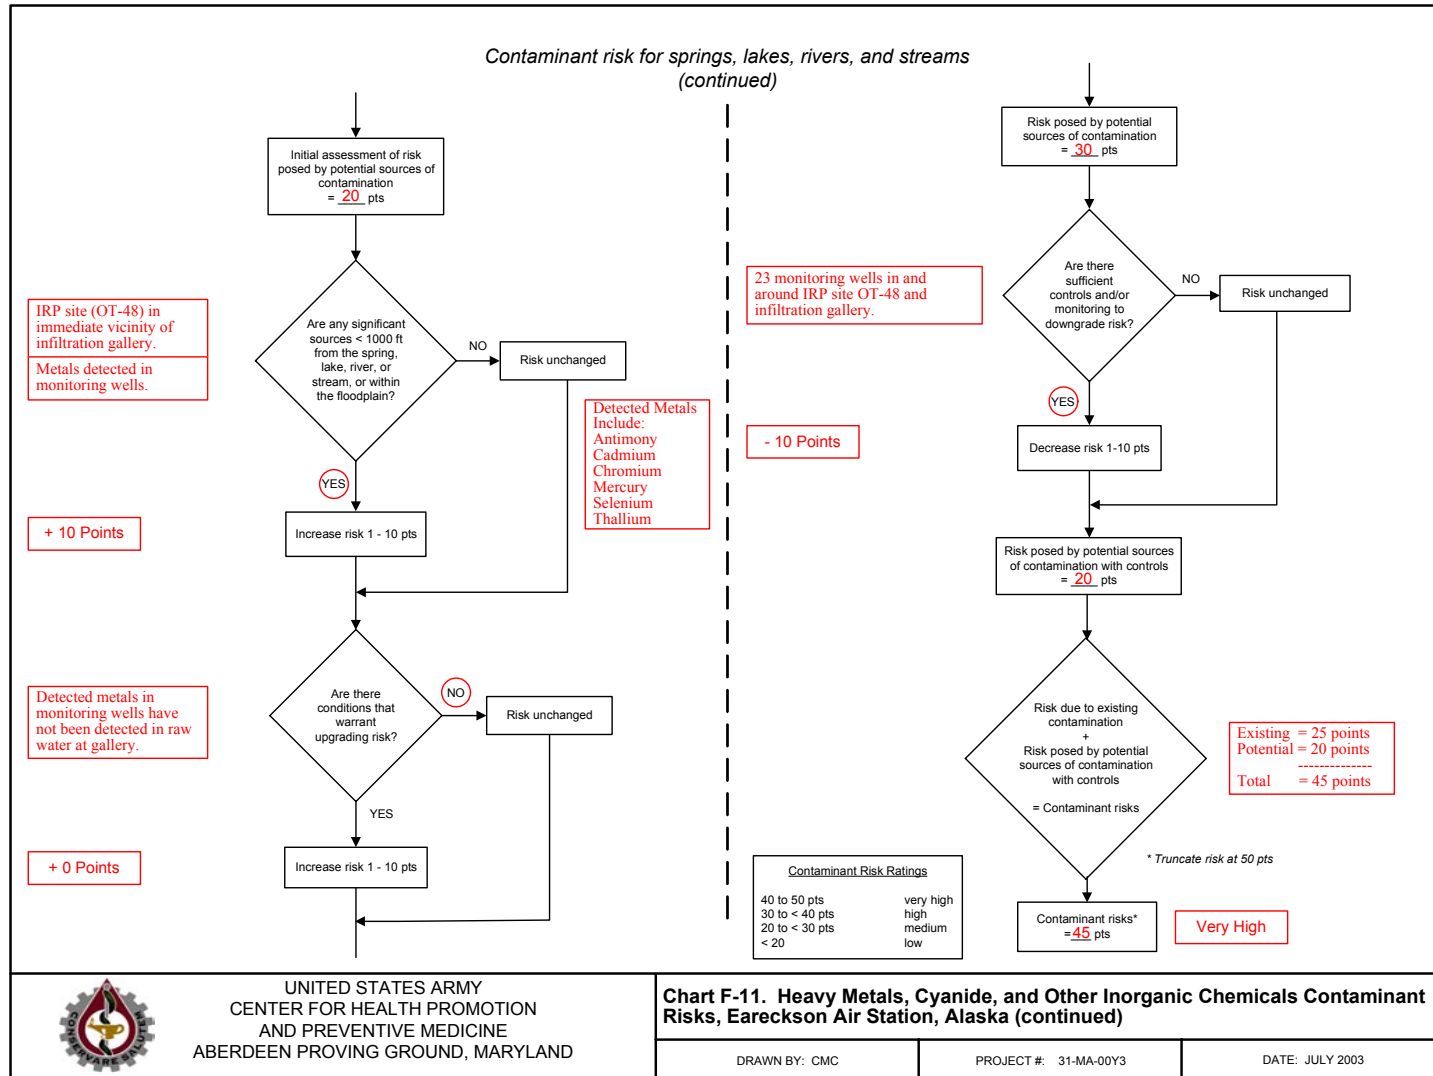 Contaminant risk for springs, lakes, rivers, and streams
(continued)
Initial assessment of risk
posed by potential sources of
contamination
= 20 pts
IRP site (OT-48) in
immediate vicinity of
infiltration gallery.
Metals detected in
monitoring wells.
Are any significant
sources < 1000 ft
from the spring,
lake, river, or
stream, or within
the floodplain?
NO
Risk unchanged
Detected Metals
Include:
Antimony
Cadmium
Chromium
Mercury
Selenium
Thallium
YES
+ 10 Points
Increase risk 1 - 10 pts
Detected metals in
monitoring wells have
not been detected in raw
water at gallery.
Are there
conditions that
warrant
upgrading risk?
NO
Risk unchanged
YES
+ 0 Points
Increase risk 1 - 10 pts
Risk posed by potential
sources of contamination
= 30 pts
23 monitoring wells in and
around IRP site OT-48 and
infiltration gallery.
Are there
sufficient
controls and/or
monitoring to
downgrade risk?
NO
Risk unchanged
YES
- 10 Points
Decrease risk 1-10 pts
Risk posed by potential sources
of contamination with controls
= 20 pts
Risk due to existing
contamination
+
Risk posed by potential
sources of contamination
with controls
= Contaminant risks
Existing = 25 points
Potential = 20 points
--------------
Total = 45 points
* Truncate risk at 50 pts
Contaminant Risk Ratings
40 to 50 pts very high
30 to < 40 pts high
20 to < 30 pts medium
< 20 low
Contaminant risks*
=45 pts
Very High
CONSERVARE SALUTEM
UNITED STATES ARMY
CENTER FOR HEALTH PROMOTION
AND PREVENTIVE MEDICINE
ABERDEEN PROVING GROUND, MARYLAND
Chart F-11. Heavy Metals, Cyanide, and Other Inorganic Chemicals Contaminant
Risks, Eareckson Air Station, Alaska (continued)
DRAWN BY: CMC
PROJECT #: 31-MA-00Y3
DATE: JULY 2003